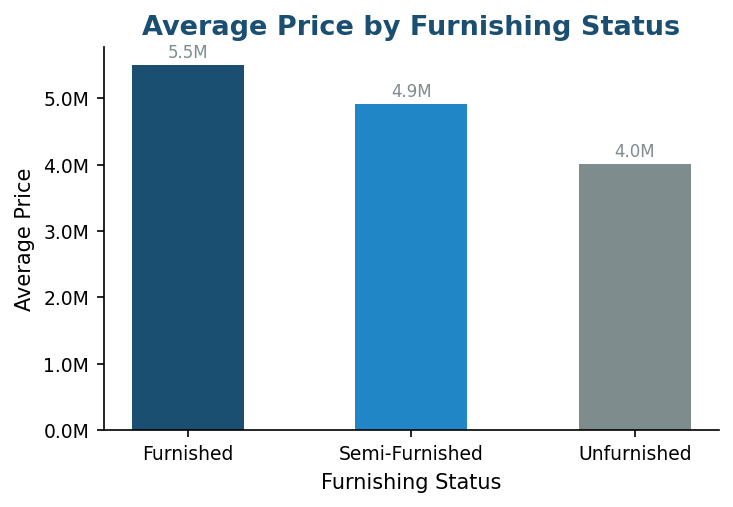 Average Price by Furnishing Status
5.5M
4.9M
4.0M
5.0M
4.0M
3.0M
2.0M
1.0M
0.0M
Average Price
Furnished
Semi-Furnished
Unfurnished
Furnishing Status